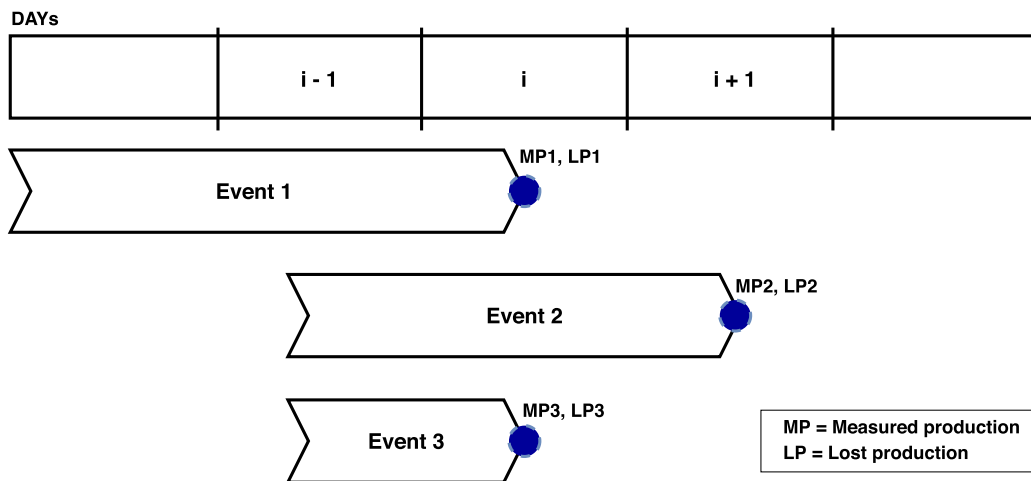 DAYs
i - 1
i
i + 1
MP1, LP1
Event 1
MP2, LP2
Event 2
MP3, LP3
Event 3
MP = Measured production
LP = Lost production